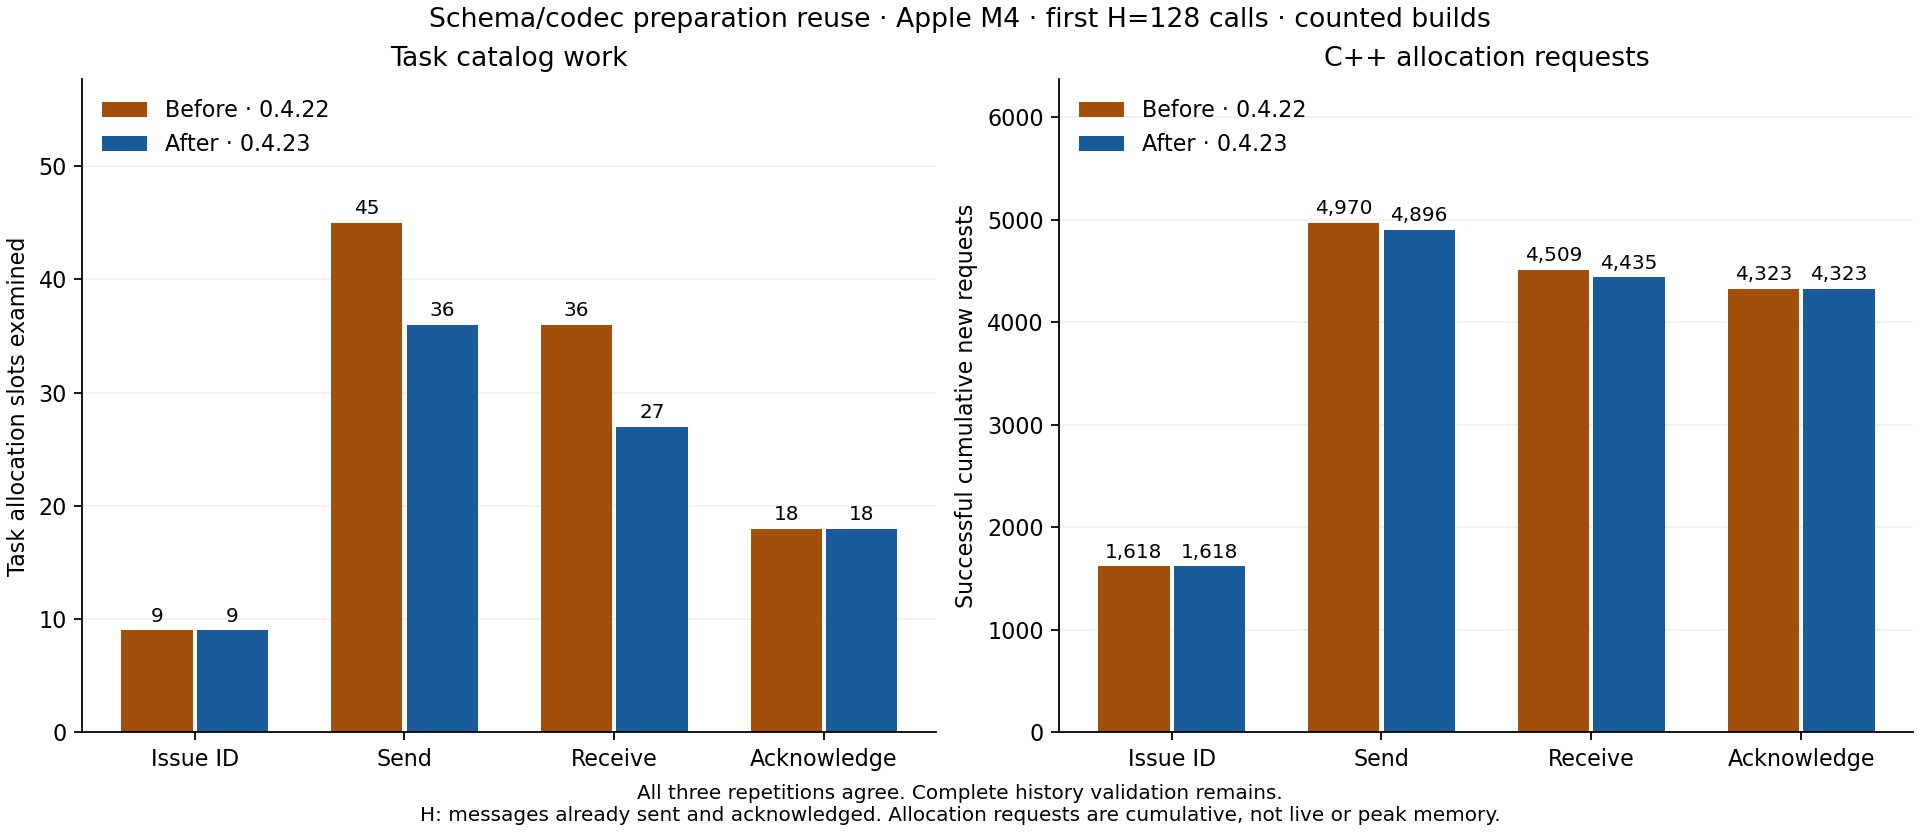 Schema/codec preparation reuse · Apple M4 · first H=128 calls · counted builds
Task catalog work
Before · 0.4.22
After · 0.4.23
Task allocation slots examined
50
40
30
20
10
0
9
9
45
36
36
27
18
18
Issue ID
Send
Receive
Acknowledge
C++ allocation requests
Before · 0.4.22
After · 0.4.23
Successful cumulative new requests
6000
5000
4000
3000
2000
1000
0
1,618
1,618
4,970
4,896
4,509
4,435
4,323
4,323
Issue ID
Send
Receive
Acknowledge
All three repetitions agree. Complete history validation remains.
H: messages already sent and acknowledged. Allocation requests are cumulative, not live or peak memory.